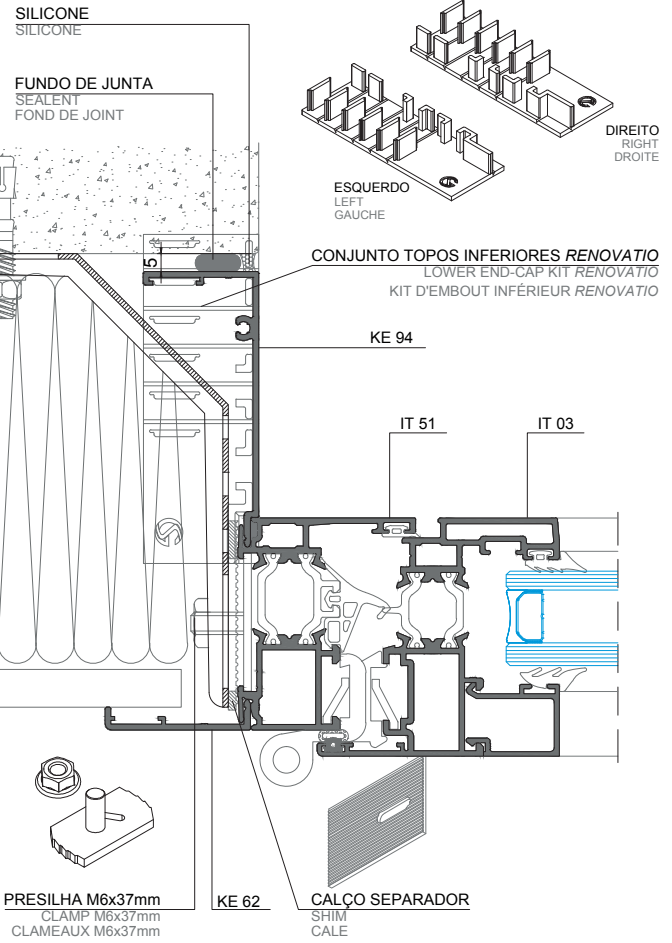 SILICONE
SILICONE
FUNDO DE JUNTA
SEALENT
FOND DE JOINT
DIREITO
RIGHT
DROITE
ESQUERDO
LEFT
GAUCHE
5
CONJUNTO TOPOS INFERIORES RENOVATIO
LOWER END-CAP KIT RENOVATIO
KIT D'EMBOUT INFÉRIEUR RENOVATIO
KE 94
IT 51
IT 03
PRESILHA M6x37mm
CLAMP M6x37mm
CLAMEAUX M6x37mm
KE 62
CALÇO SEPARADOR
SHIM
CALE